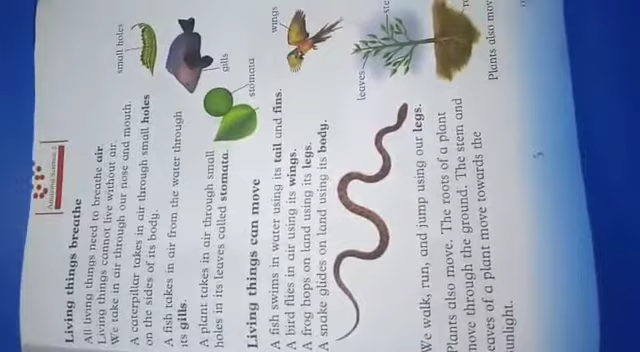 Amazing Science 2
Living things breathe
All living things need to breathe air.
Living things cannot live without air.
We take in air through our nose and mouth.
small holes
A caterpillar takes in air through small holes
on the sides of its body.
A fish takes in air from the water through
its gills.
gills
A plant takes in air through small
holes in its leaves called stomata.
stomata
Living things can move
A fish swims in water using its tail and fins.
A bird flies in air using its wings.
wings
A frog hops on land using its legs.
A snake glides on land using its body.
leaves
We walk, run, and jump using our legs.
Plants also move. The roots of a plant
move through the ground. The stem and
eaves of a plant move towards the
unlight.
Plants also mov
5